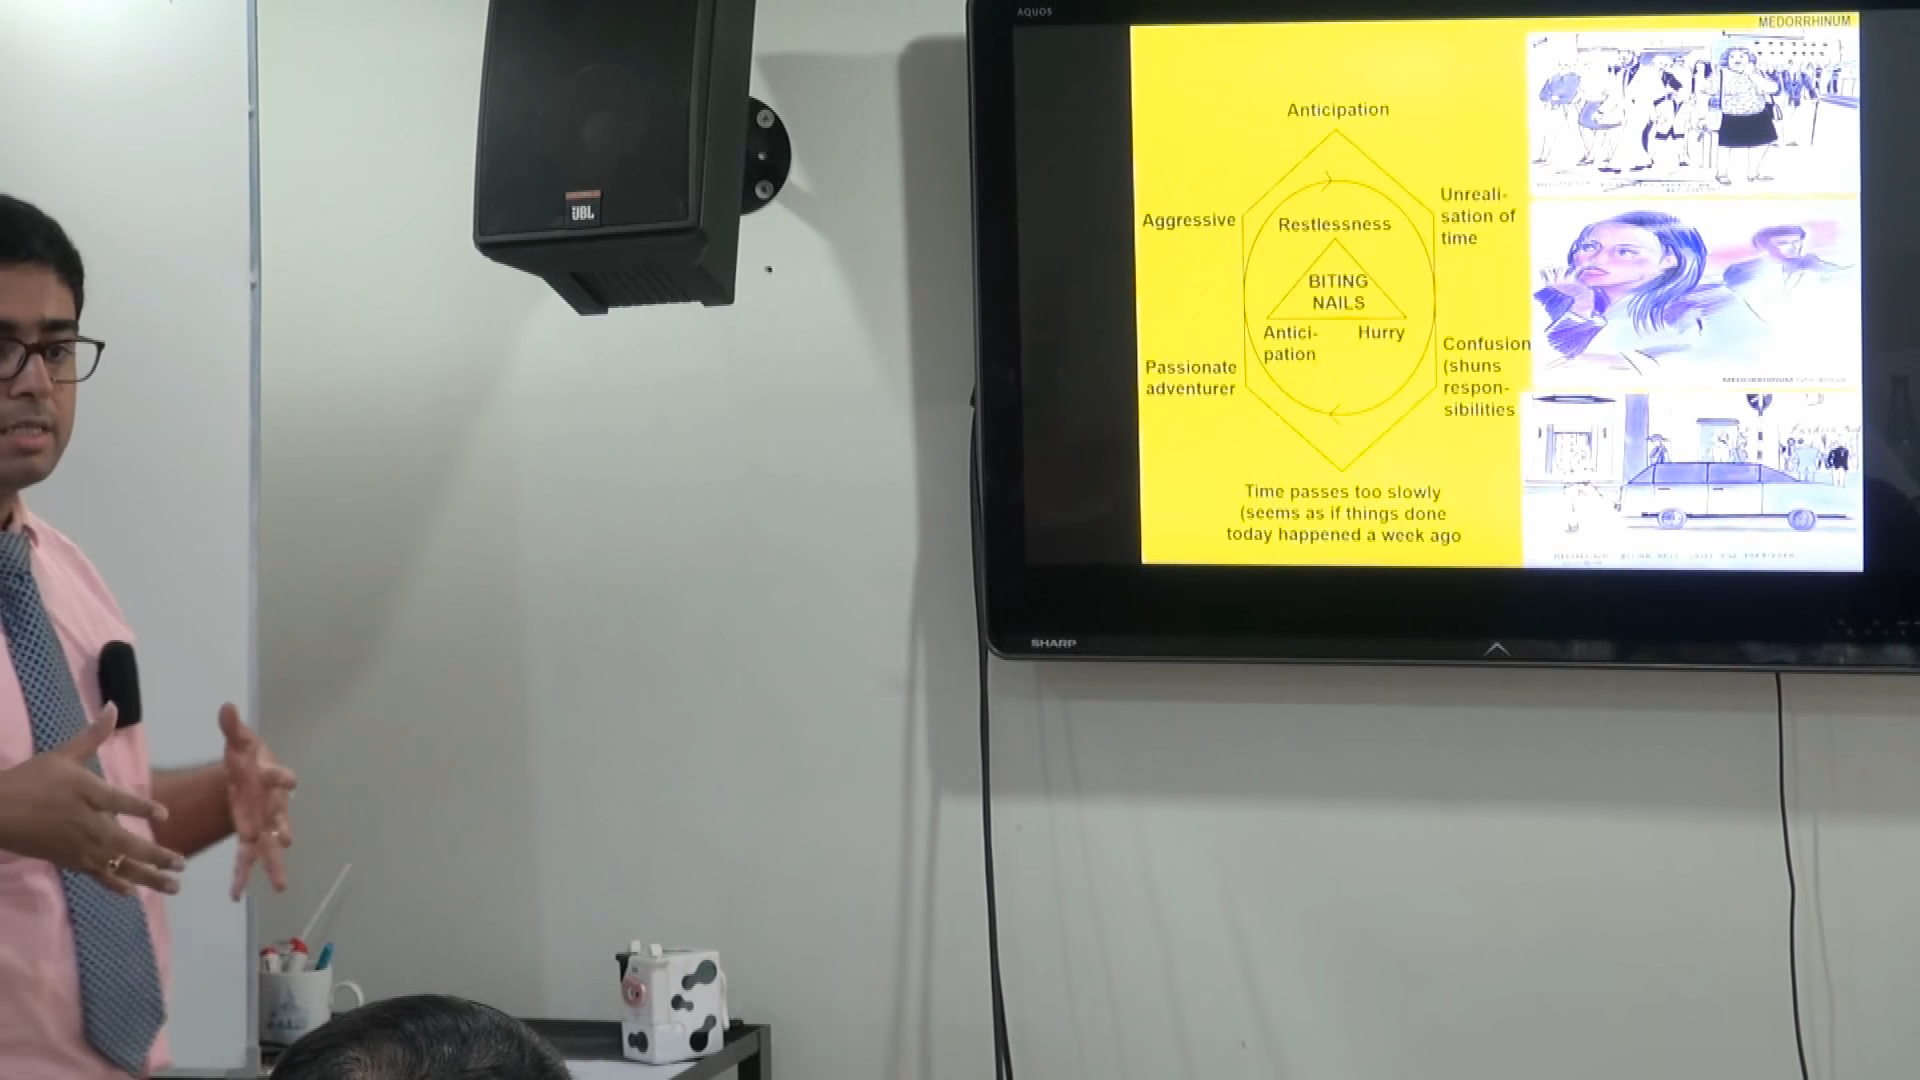 AQUOS
MEDORRHINUM
Anticipation
Aggressive
Unreali-
sation of
time
Restlessness
BITING
NAILS
Antici-
pation
Hurry
Passionate
adventurer
Confusion
(shuns
respon-
sibilities
Time passes too slowly
(seems as if things done
today happened a week ago
JBL
SHARP